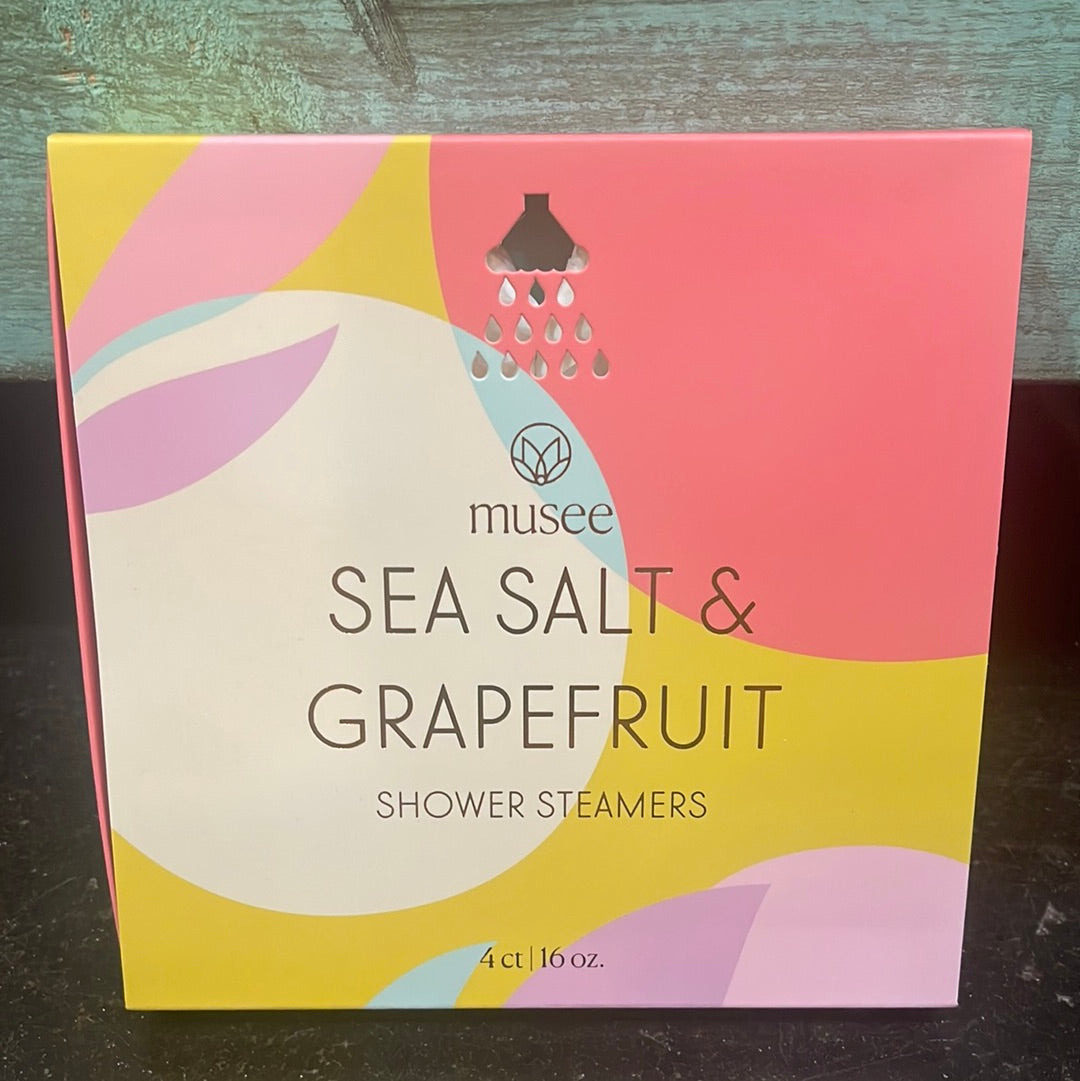 musee
SEA SALT &
GRAPEFRUIT
SHOWER STEAMERS
4 ct | 16 oz.